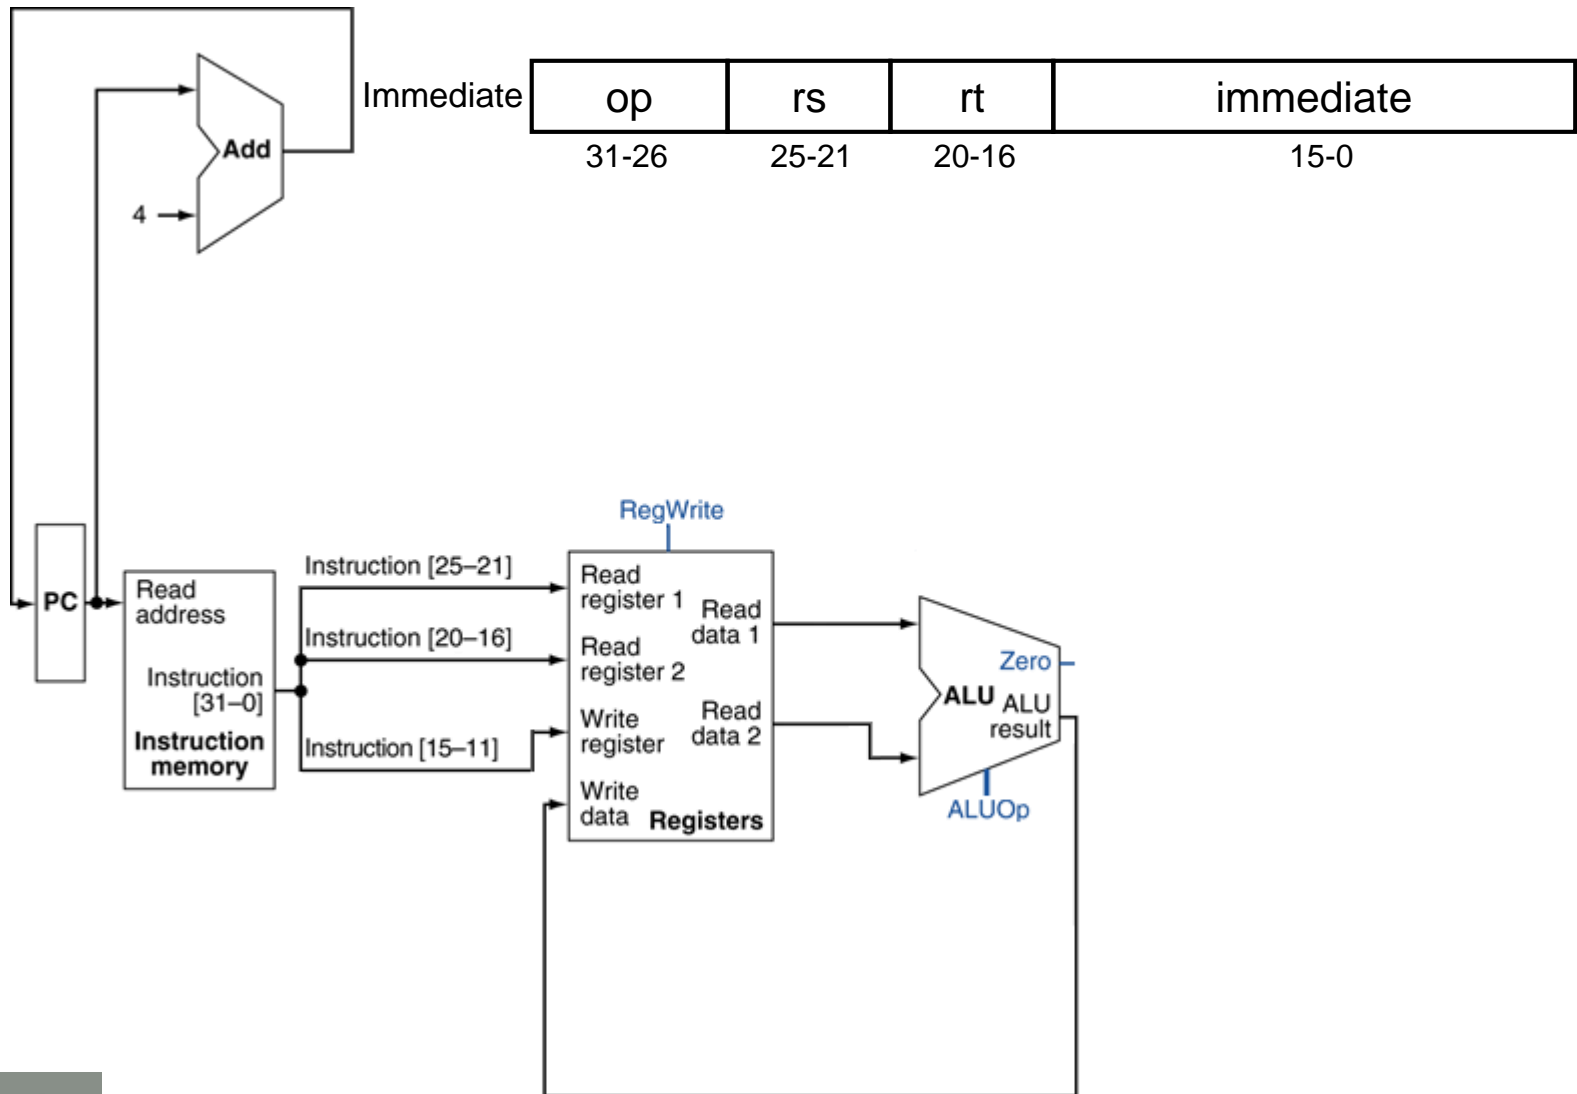 Immediate
op
rs
rt
immediate
31-26
25-21
20-16
15-0
Add
4
RegWrite
PC
Read
address
Instruction
[31–0]
Instruction
memory
Instruction [25–21]
Instruction [20–16]
Instruction [15–11]
Read
register 1
Read
register 2
Write
register
Write
data
Read
data 1
Read
data 2
Registers
Zero
ALU
ALU
result
ALUOp